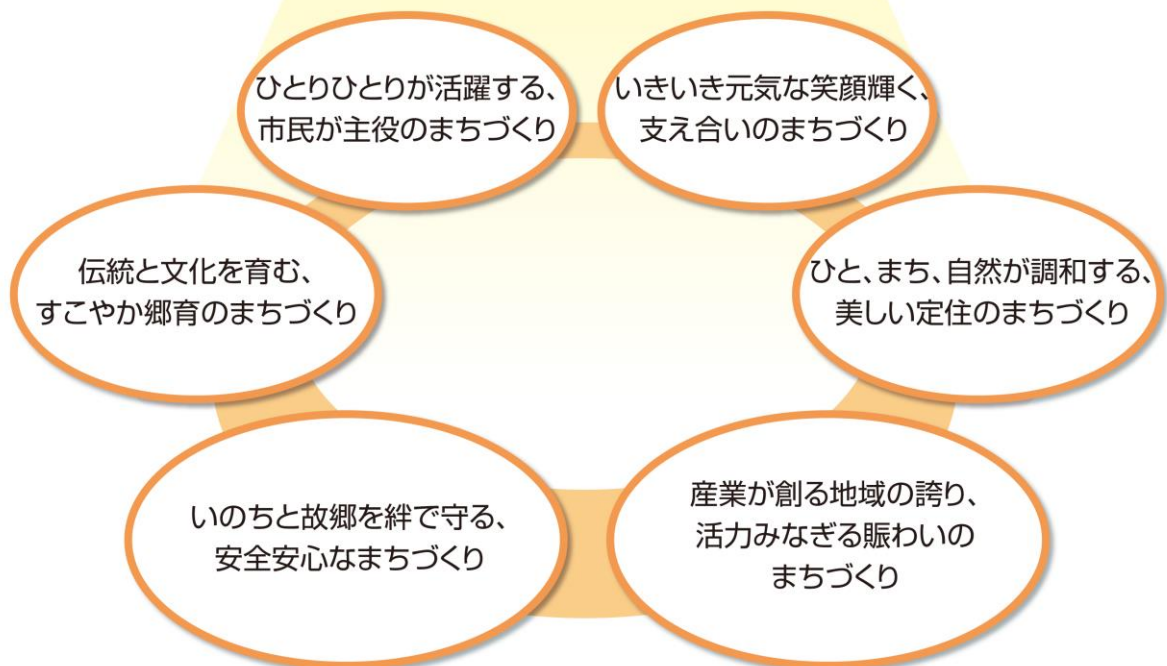 ひとりひとりが活躍する、
市民が主役のまちづくり
いきいき元気な笑顔輝く、
支え合いのまちづくり
伝統と文化を育む、
すこやか郷育のまちづくり
ひと、まち、自然が調和する、
美しい定住のまちづくり
いのちと故郷を絆で守る、
安全安心なまちづくり
産業が創る地域の誇り、
活力みなぎる賑わいの
まちづくり